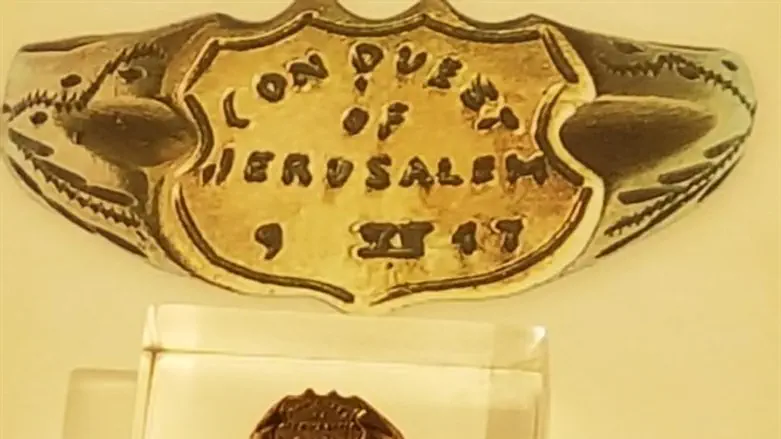 CONQUEST
OF
JERUSALEM
9 XII 17